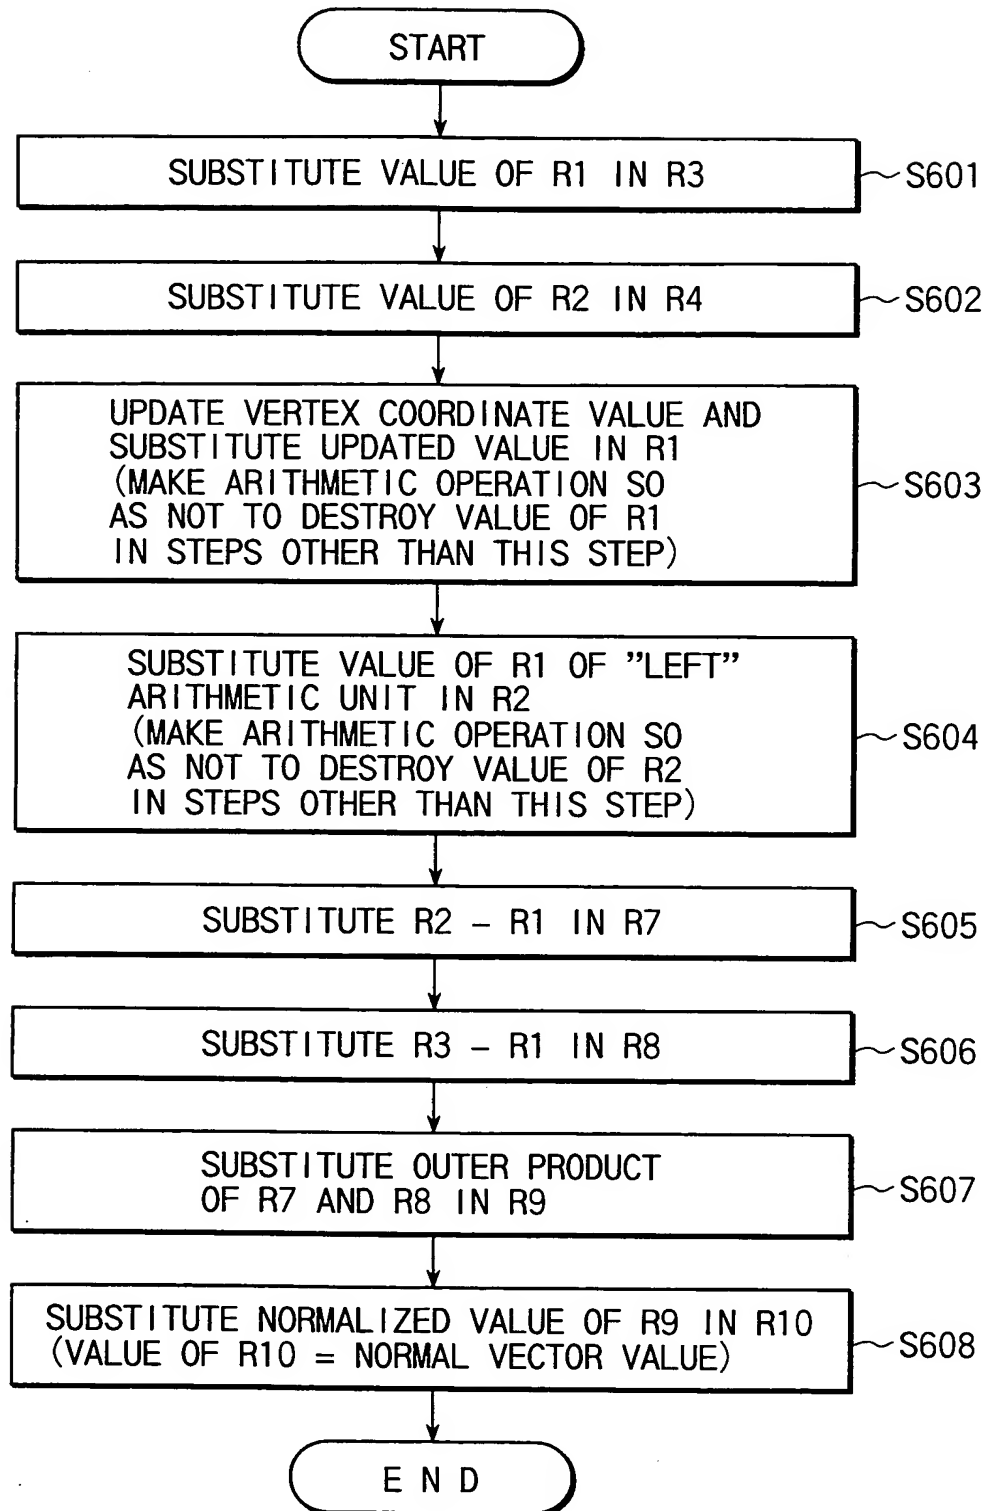 START
SUBSTITUTE VALUE OF R1 IN R3
S601
SUBSTITUTE VALUE OF R2 IN R4
S602
UPDATE VERTEX COORDINATE VALUE AND
SUBSTITUTE UPDATED VALUE IN R1
(MAKE ARITHMETIC OPERATION SO
AS NOT TO DESTROY VALUE OF R1
IN STEPS OTHER THAN THIS STEP)
S603
SUBSTITUTE VALUE OF R1 OF ”LEFT”
ARITHMETIC UNIT IN R2
(MAKE ARITHMETIC OPERATION SO
AS NOT TO DESTROY VALUE OF R2
IN STEPS OTHER THAN THIS STEP)
S604
SUBSTITUTE R2 – R1 IN R7
S605
SUBSTITUTE R3 – R1 IN R8
S606
SUBSTITUTE OUTER PRODUCT
OF R7 AND R8 IN R9
S607
SUBSTITUTE NORMALIZED VALUE OF R9 IN R10
(VALUE OF R10 = NORMAL VECTOR VALUE)
S608
END